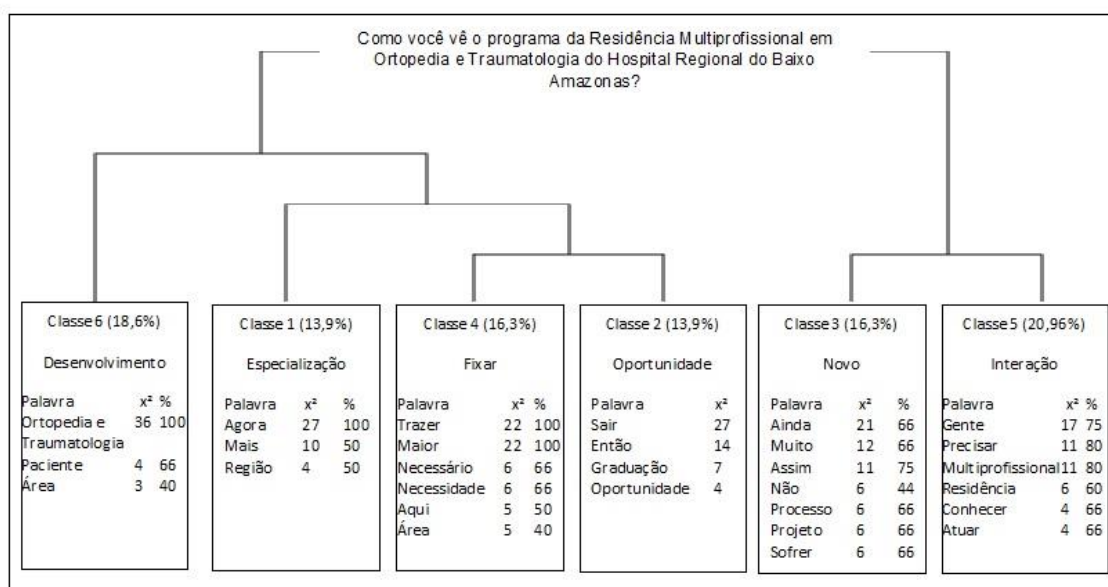 Como você vê o programa da Residência Multiprofissional em
Ortopedia e Traumatologia do Hospital Regional do Baixo
Amazonas?
Classe 6 (18,6%)
Desenvolvimento
Palavra x² %
Ortopedia e 36 100
Traumatologia
Paciente 4 66
Área 3 40
Classe 1 (13,9%)
Especialização
Palavra x² %
Agora 27 100
Mais 10 50
Região 4 50
Classe 4 (16,3%)
Fixar
Palavra x² %
Trazer 22 100
Maior 22 100
Necessário 6 66
Necessidade 6 66
Aqui 5 50
Área 5 40
Classe 2 (13,9%)
Oportunidade
Palavra x²
Sair 27
Então 14
Graduação 7
Oportunidade 4
Classe 3 (16,3%)
Novo
Palavra x² %
Ainda 21 66
Muito 12 66
Assim 11 75
Não 6 44
Processo 6 66
Projeto 6 66
Sofrer 6 66
Classe 5 (20,96%)
Interação
Palavra x² %
Gente 17 75
Precisar 11 80
Multiprofissional 11 80
Residência 6 60
Conhecer 4 66
Atuar 4 66